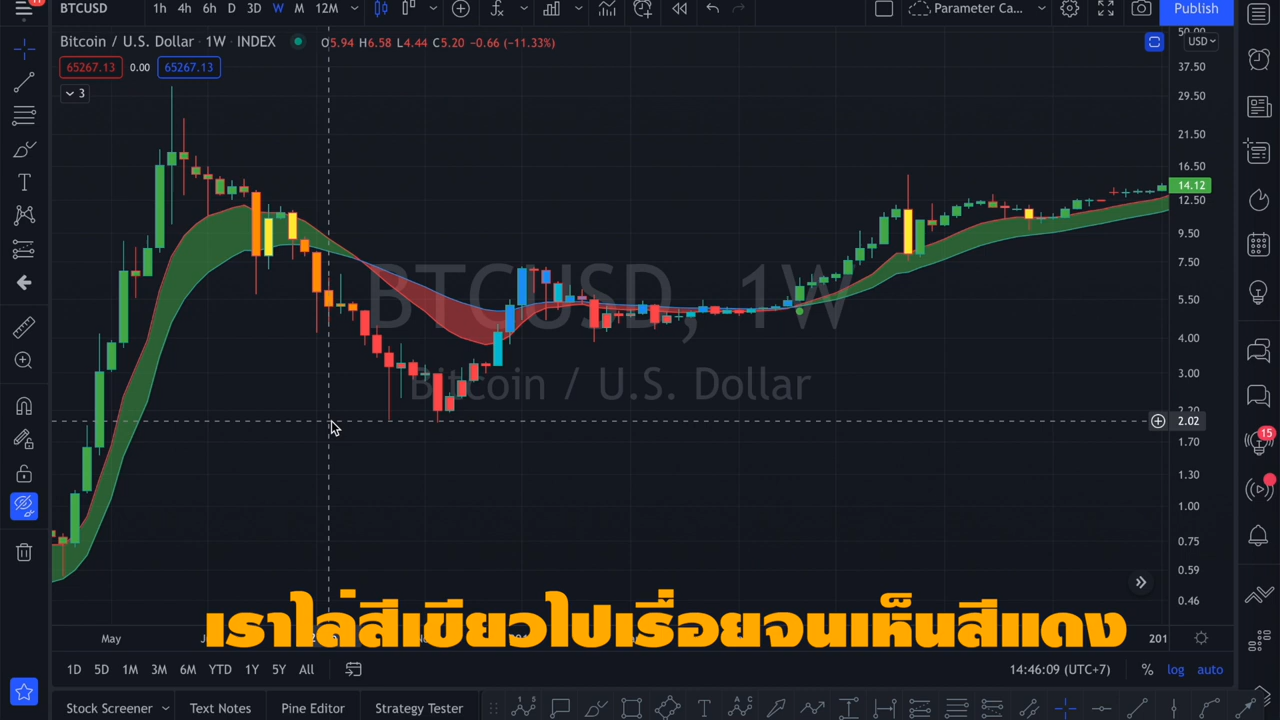 BTCUSD 1h 4h 6h D 3D W M 12M Parameter Ca... Publish
Bitcoin / U.S. Dollar · 1W · INDEX O5.94 H6.58 L4.44 C5.20 -0.66 (-11.33%) USD
65267.13 0.00 65267.13
3
50.00
37.50
29.50
21.50
16.50
14.12
12.50
9.50
7.50
5.50
4.00
3.00
2.20
2.02
1.70
1.30
1.00
0.75
0.59
0.46
BTCUSD, 1W
Bitcoin / U.S. Dollar
15
เราไล่สีเขียวไปเรื่อยจนเห็นสีแดง
May 201
1D 5D 1M 3M 6M YTD 1Y 5Y All 14:46:09 (UTC+7) % log auto
Stock Screener Text Notes Pine Editor Strategy Tester